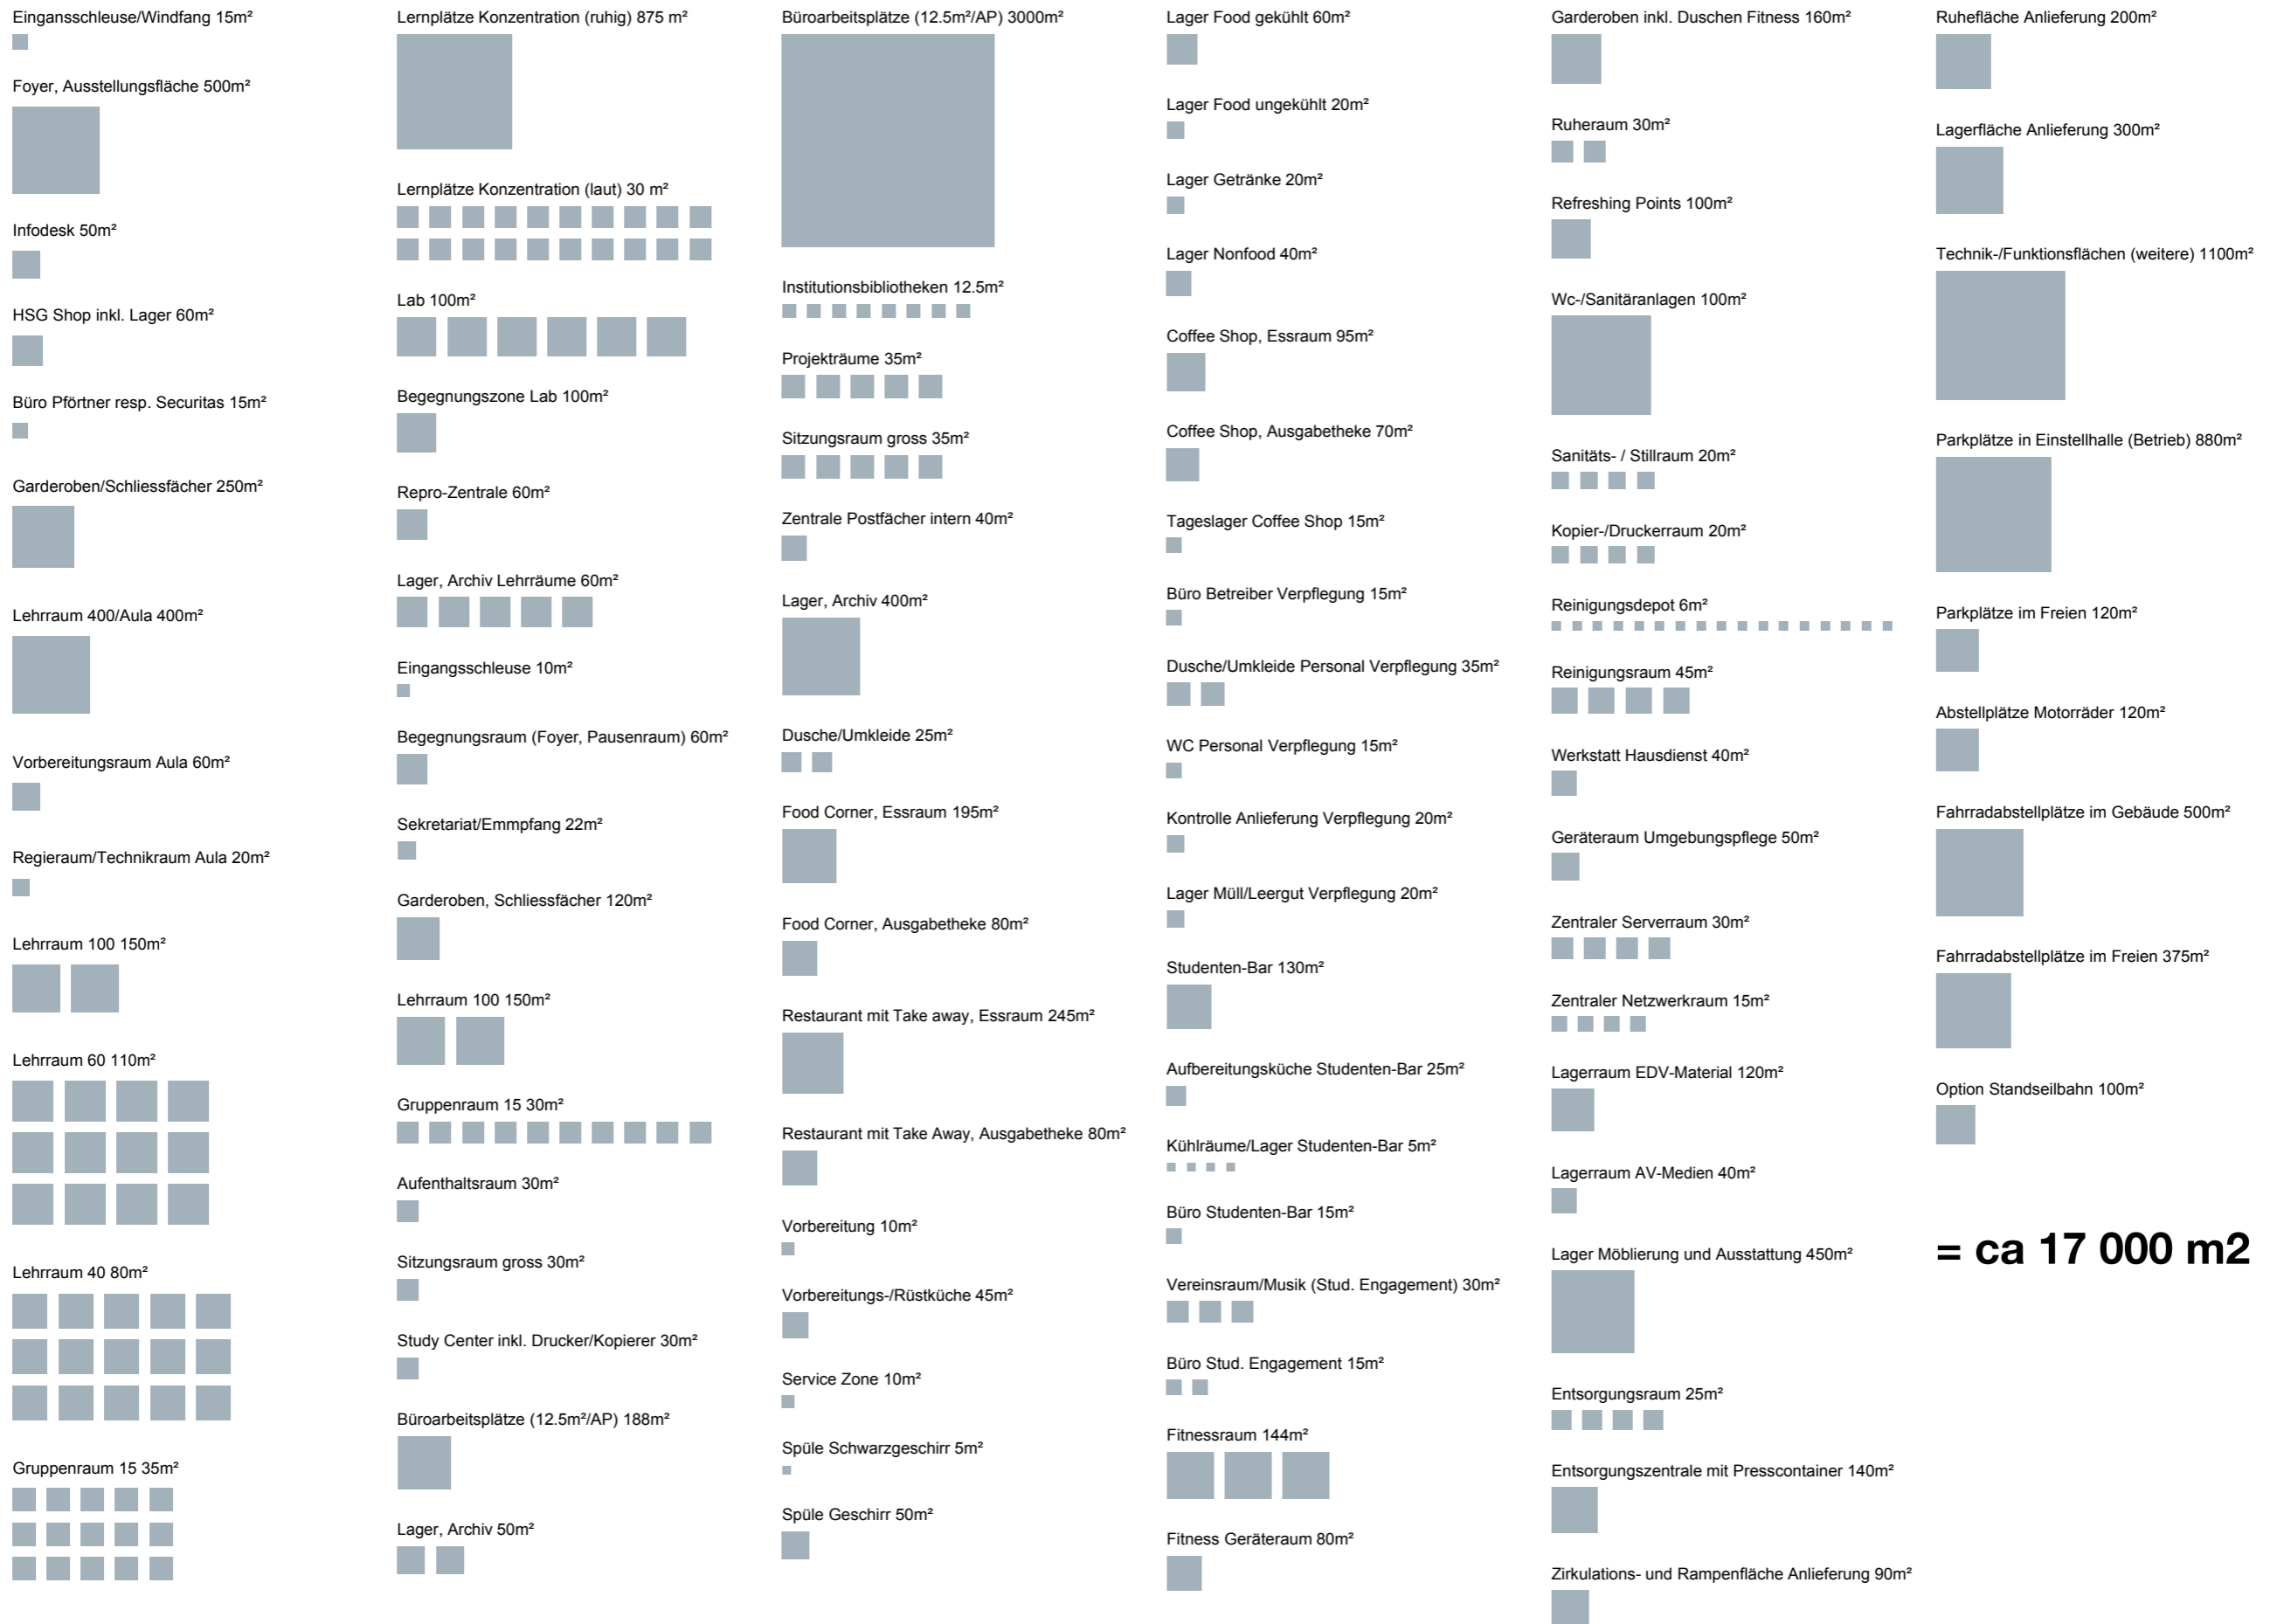 Eingansschleuse/Windfang 15m²
Foyer, Ausstellungsfläche 500m²
Infodesk 50m²
HSG Shop inkl. Lager 60m²
Büro Pförtner resp. Securitas 15m²
Garderoben/Schliessfächer 250m²
Lehrraum 400/Aula 400m²
Vorbereitungsraum Aula 60m²
Regieraum/Technikraum Aula 20m²
Lehrraum 100 150m²
Lehrraum 60 110m²
Lehrraum 40 80m²
Gruppenraum 15 35m²
Lernplätze Konzentration (ruhig) 875 m²
Lernplätze Konzentration (laut) 30 m²
Lab 100m²
Begegnungszone Lab 100m²
Repro-Zentrale 60m²
Lager, Archiv Lehrräume 60m²
Eingangsschleuse 10m²
Begegnungsraum (Foyer, Pausenraum) 60m²
Sekretariat/Emmpfang 22m²
Garderoben, Schliessfächer 120m²
Lehrraum 100 150m²
Gruppenraum 15 30m²
Aufenthaltsraum 30m²
Sitzungsraum gross 30m²
Study Center inkl. Drucker/Kopierer 30m²
Büroarbeitsplätze (12.5m²/AP) 188m²
Lager, Archiv 50m²
Büroarbeitsplätze (12.5m²/AP) 3000m²
Institutionsbibliotheken 12.5m²
Projekträume 35m²
Sitzungsraum gross 35m²
Zentrale Postfächer intern 40m²
Lager, Archiv 400m²
Dusche/Umkleide 25m²
Food Corner, Essraum 195m²
Food Corner, Ausgabetheke 80m²
Restaurant mit Take away, Essraum 245m²
Restaurant mit Take Away, Ausgabetheke 80m²
Vorbereitung 10m²
Vorbereitungs-/Rüstküche 45m²
Service Zone 10m²
Spüle Schwarzgeschirr 5m²
Spüle Geschirr 50m²
Lager Food gekühlt 60m²
Lager Food ungekühlt 20m²
Lager Getränke 20m²
Lager Nonfood 40m²
Coffee Shop, Essraum 95m²
Coffee Shop, Ausgabetheke 70m²
Tageslager Coffee Shop 15m²
Büro Betreiber Verpflegung 15m²
Dusche/Umkleide Personal Verpflegung 35m²
WC Personal Verpflegung 15m²
Kontrolle Anlieferung Verpflegung 20m²
Lager Müll/Leergut Verpflegung 20m²
Studenten-Bar 130m²
Aufbereitungsküche Studenten-Bar 25m²
Kühlräume/Lager Studenten-Bar 5m²
Büro Studenten-Bar 15m²
Vereinsraum/Musik (Stud. Engagement) 30m²
Büro Stud. Engagement 15m²
Fitnessraum 144m²
Fitness Geräteraum 80m²
Garderoben inkl. Duschen Fitness 160m²
Ruheraum 30m²
Refreshing Points 100m²
Wc-/Sanitäranlagen 100m²
Sanitäts- / Stillraum 20m²
Kopier-/Druckerraum 20m²
Reinigungsdepot 6m²
Reinigungsraum 45m²
Werkstatt Hausdienst 40m²
Geräteraum Umgebungspflege 50m²
Zentraler Serverraum 30m²
Zentraler Netzwerkraum 15m²
Lagerraum EDV-Material 120m²
Lagerraum AV-Medien 40m²
Lager Möblierung und Ausstattung 450m²
Entsorgungsraum 25m²
Entsorgungszentrale mit Presscontainer 140m²
Zirkulations- und Rampenfläche Anlieferung 90m²
Ruhefläche Anlieferung 200m²
Lagerfläche Anlieferung 300m²
Technik-/Funktionsflächen (weitere) 1100m²
Parkplätze in Einstellhalle (Betrieb) 880m²
Parkplätze im Freien 120m²
Abstellplätze Motorräder 120m²
Fahrradabstellplätze im Gebäude 500m²
Fahrradabstellplätze im Freien 375m²
Option Standseilbahn 100m²
= ca 17 000 m2